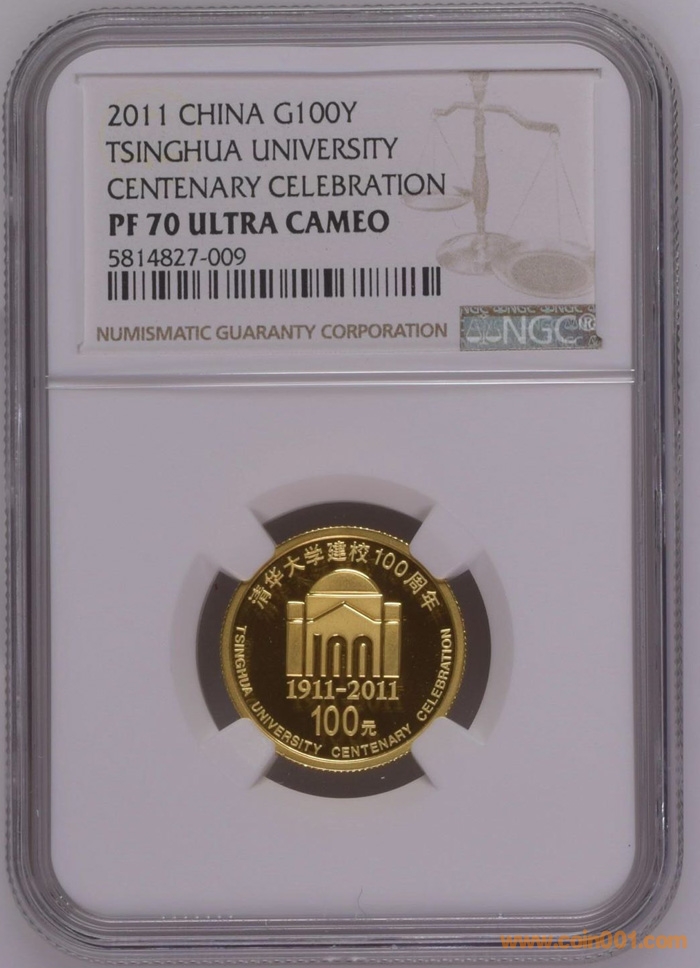 2011 CHINA G100Y
TSINGHUA UNIVERSITY
CENTENARY CELEBRATION
PF 70 ULTRA CAMEO
5814827-009
NUMISMATIC GUARANTY CORPORATION
NGC®
清华大学建校100周年
1911-2011
100元
TSINGHUA UNIVERSITY CENTENARY CELEBRATION
www.coin001.com